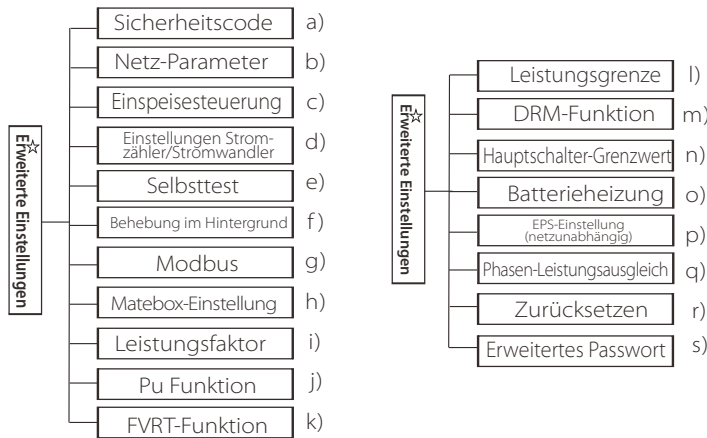 ☆ Erweiterte Einstellungen
Sicherheitscode a)
Netz-Parameter b)
Einspeisesteuerung c)
Einstellungen Strom-
zähler/Stromwandler d)
Selbsttest e)
Behebung im Hintergrund f)
Modbus g)
Matebox-Einstellung h)
Leistungsfaktor i)
Pu Funktion j)
FVRT-Funktion k)
☆ Erweiterte Einstellungen
Leistungsgrenze l)
DRM-Funktion m)
Hauptschalter-Grenzwert n)
Batterieheizung o)
EPS-Einstellung
(netzunabhängig) p)
Phasen-Leistungsausgleich q)
Zurücksetzen r)
Erweitertes Passwort s)